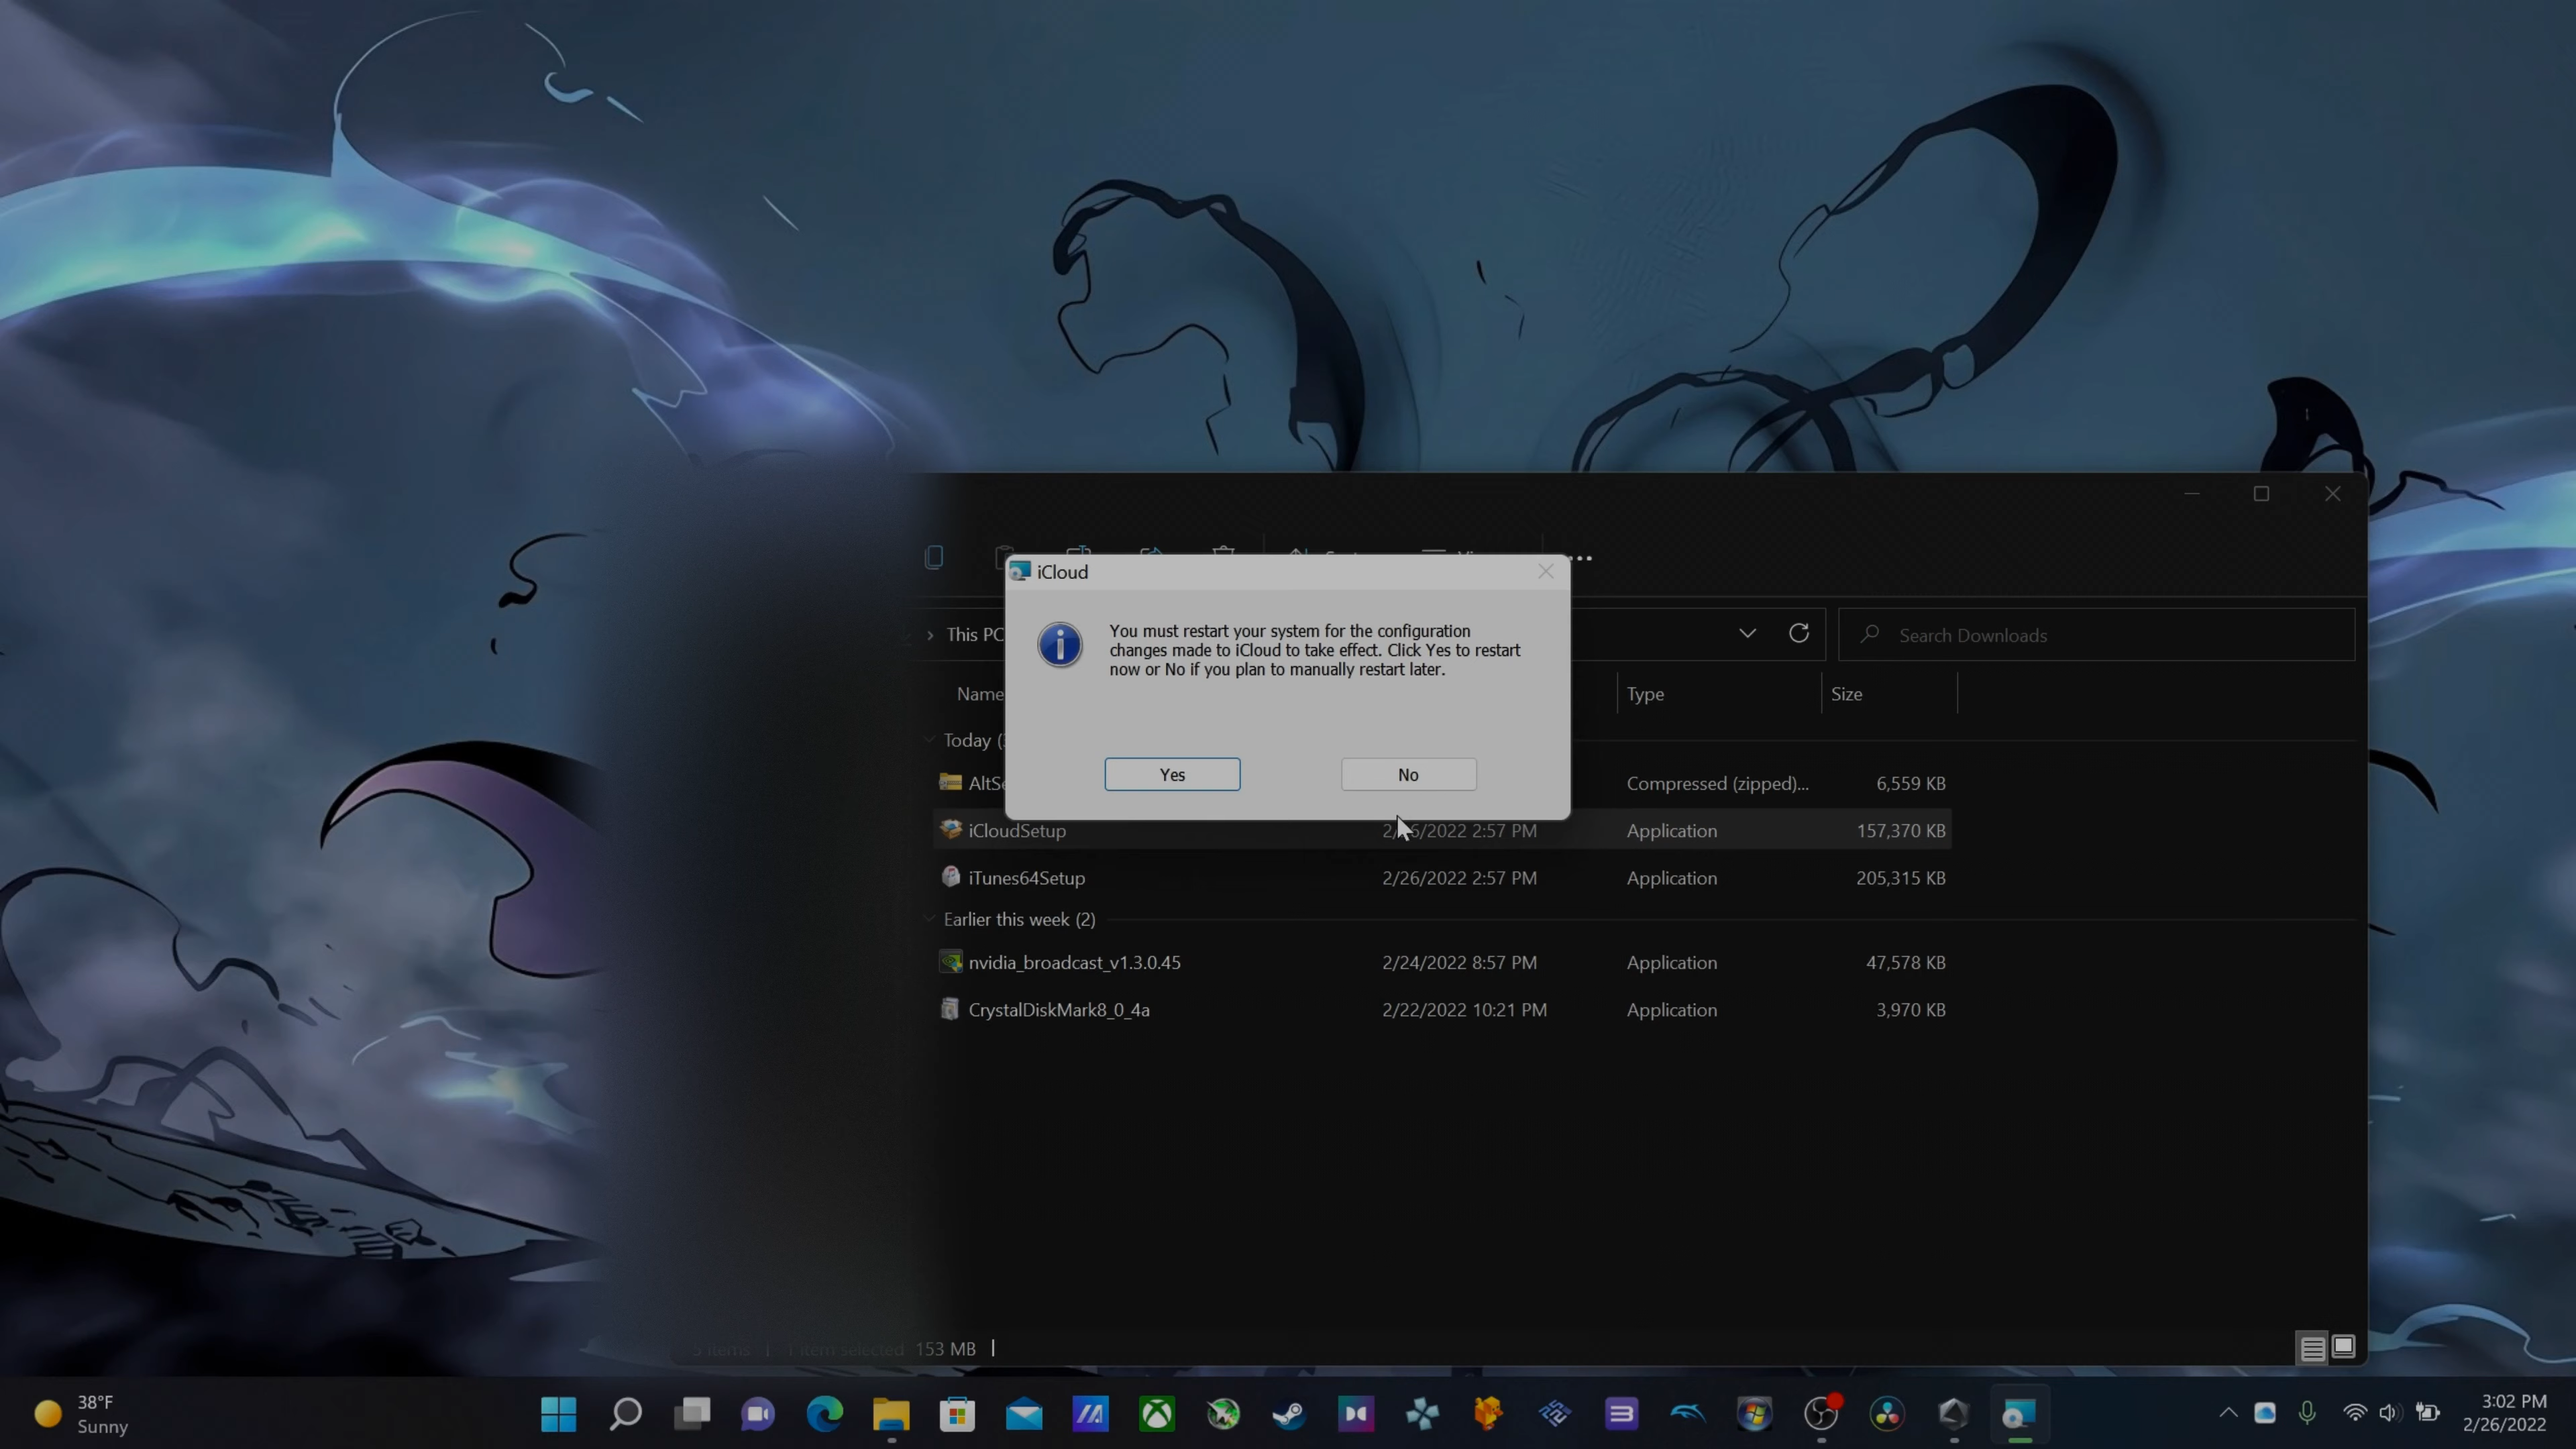 iCloud
You must restart your system for the configuration
changes made to iCloud to take effect. Click Yes to restart
now or No if you plan to manually restart later.
Yes
No
This PC
Search Downloads
Name
Type
Size
Today
Compressed (zipped)...
6,559 KB
iCloudSetup
2:57 PM
Application
157,370 KB
iTunes64Setup
2/26/2022 2:57 PM
Application
205,315 KB
Earlier this week (2)
nvidia_broadcast_v1.3.0.45
2/24/2022 8:57 PM
Application
47,578 KB
CrystalDiskMark8_0_4a
2/22/2022 10:21 PM
Application
3,970 KB
5 items
1 item selected 153 MB
38°F
Sunny
3:02 PM
2/26/2022